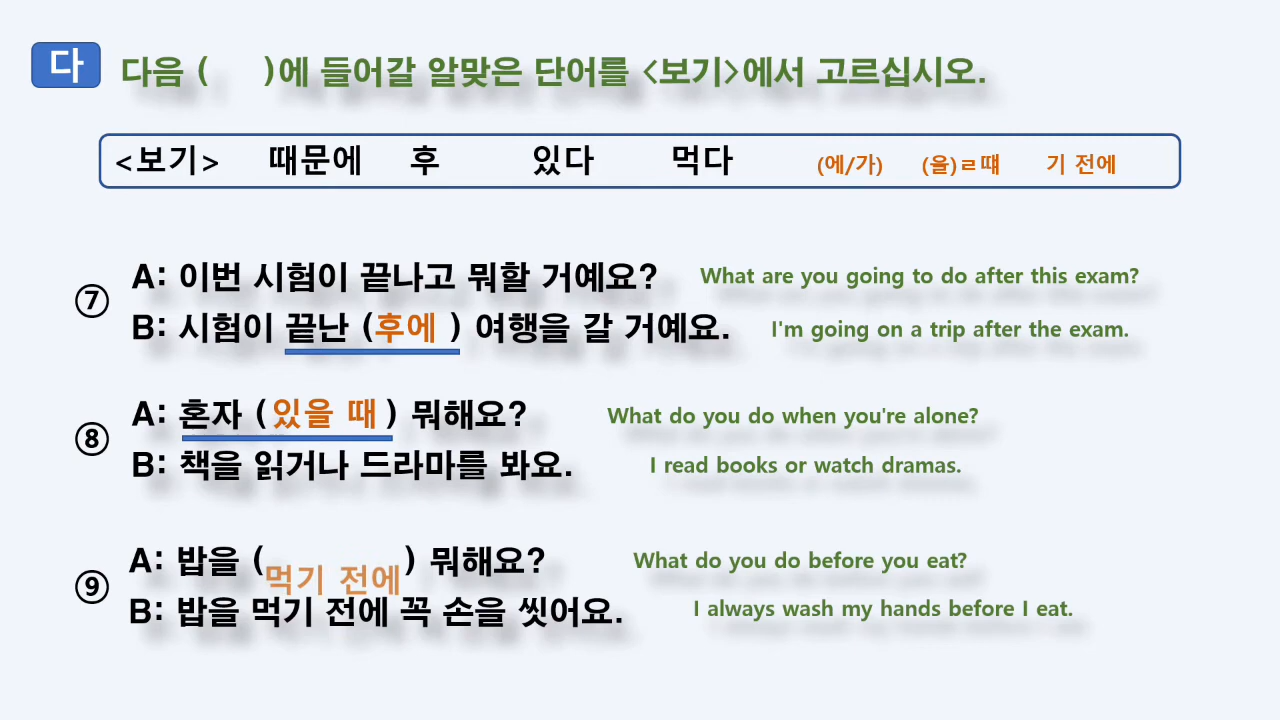 다 다음 ( )에 들어갈 알맞은 단어를 <보기>에서 고르십시오.
<보기> 때문에 후 있다 먹다 (에/가) (을)ㄹ떄 기 전에
⑦ A: 이번 시험이 끝나고 뭐할 거예요? What are you going to do after this exam?
B: 시험이 끝난 (후에 ) 여행을 갈 거예요. I'm going on a trip after the exam.
⑧ A: 혼자 (있을 때 ) 뭐해요? What do you do when you're alone?
B: 책을 읽거나 드라마를 봐요. I read books or watch dramas.
⑨ A: 밥을 (먹기 전에) 뭐해요? What do you do before you eat?
B: 밥을 먹기 전에 꼭 손을 씻어요. I always wash my hands before I eat.